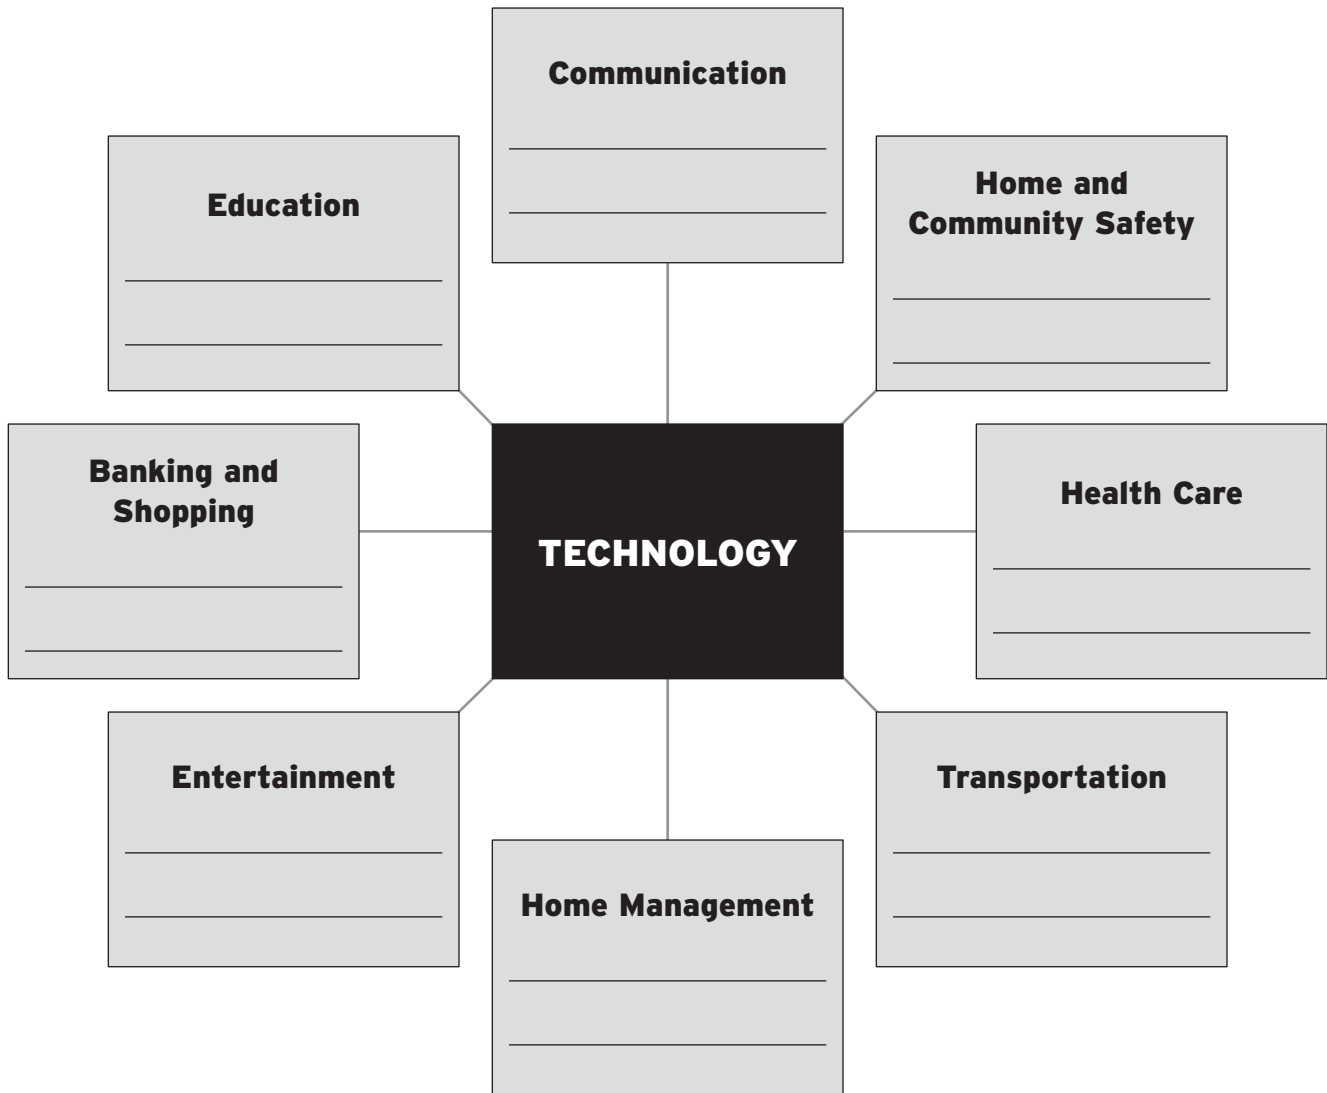 Communication
Education
Home and
Community Safety
Banking and
Shopping
TECHNOLOGY
Health Care
Entertainment
Transportation
Home Management